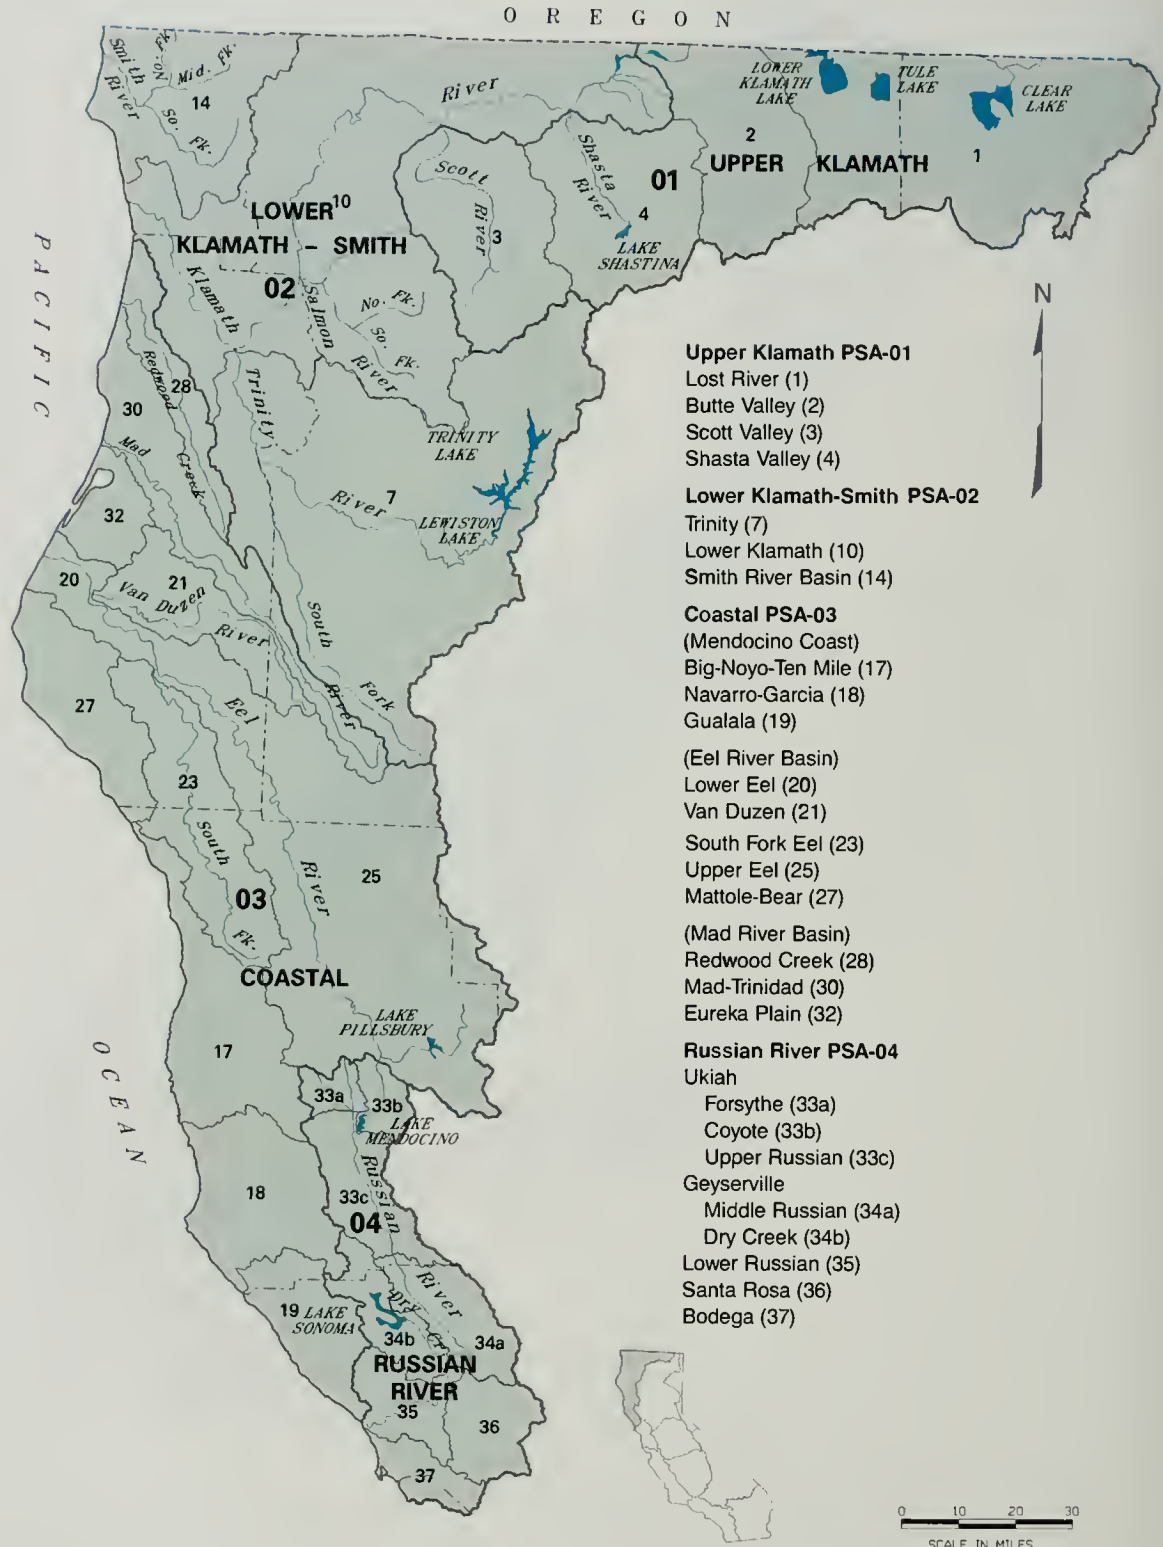 OREGON
Smith
River
No.
Fk.
Mid. Fk.
14
So.
Fk.
River
LOWER
KLAMATH
LAKE
TULE
LAKE
CLEAR
LAKE
2
1
UPPER KLAMATH
01
Shasta
River
4
LAKE
SHASTINA
Scott
River
3
LOWER 10
KLAMATH – SMITH
02
Klamath
Salmon
River
No. Fk.
So.
Fk.
PACIFIC
N
Redwood
Creek
28
30
Trinity
River
7
TRINITY
LAKE
LEWISTON
LAKE
Mad
River
32
20
21
Van Duzen
River
South
Fork
27
Eel
River
23
South
Fk.
03
25
COASTAL
LAKE
PILLSBURY
OCEAN
17
33a
33b
LAKE
MENDOCINO
Russian
River
33c
04
18
19
LAKE
SONOMA
Dry
Cr.
34b
34a
RUSSIAN
RIVER
35
36
37
Upper Klamath PSA-01
Lost River (1)
Butte Valley (2)
Scott Valley (3)
Shasta Valley (4)
Lower Klamath-Smith PSA-02
Trinity (7)
Lower Klamath (10)
Smith River Basin (14)
Coastal PSA-03
(Mendocino Coast)
Big-Noyo-Ten Mile (17)
Navarro-Garcia (18)
Gualala (19)
(Eel River Basin)
Lower Eel (20)
Van Duzen (21)
South Fork Eel (23)
Upper Eel (25)
Mattole-Bear (27)
(Mad River Basin)
Redwood Creek (28)
Mad-Trinidad (30)
Eureka Plain (32)
Russian River PSA-04
Ukiah
Forsythe (33a)
Coyote (33b)
Upper Russian (33c)
Geyserville
Middle Russian (34a)
Dry Creek (34b)
Lower Russian (35)
Santa Rosa (36)
Bodega (37)
0 10 20 30
SCALE IN MILES